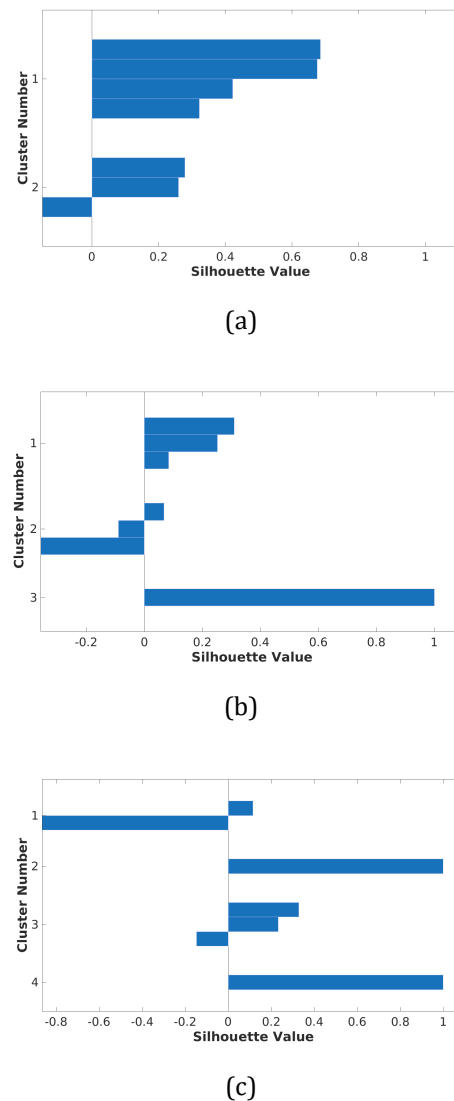 Cluster Number
1
2
0 0.2 0.4 0.6 0.8 1
Silhouette Value
(a)
Cluster Number
1
2
3
-0.2 0 0.2 0.4 0.6 0.8 1
Silhouette Value
(b)
Cluster Number
1
2
3
4
-0.8 -0.6 -0.4 -0.2 0 0.2 0.4 0.6 0.8 1
Silhouette Value
(c)